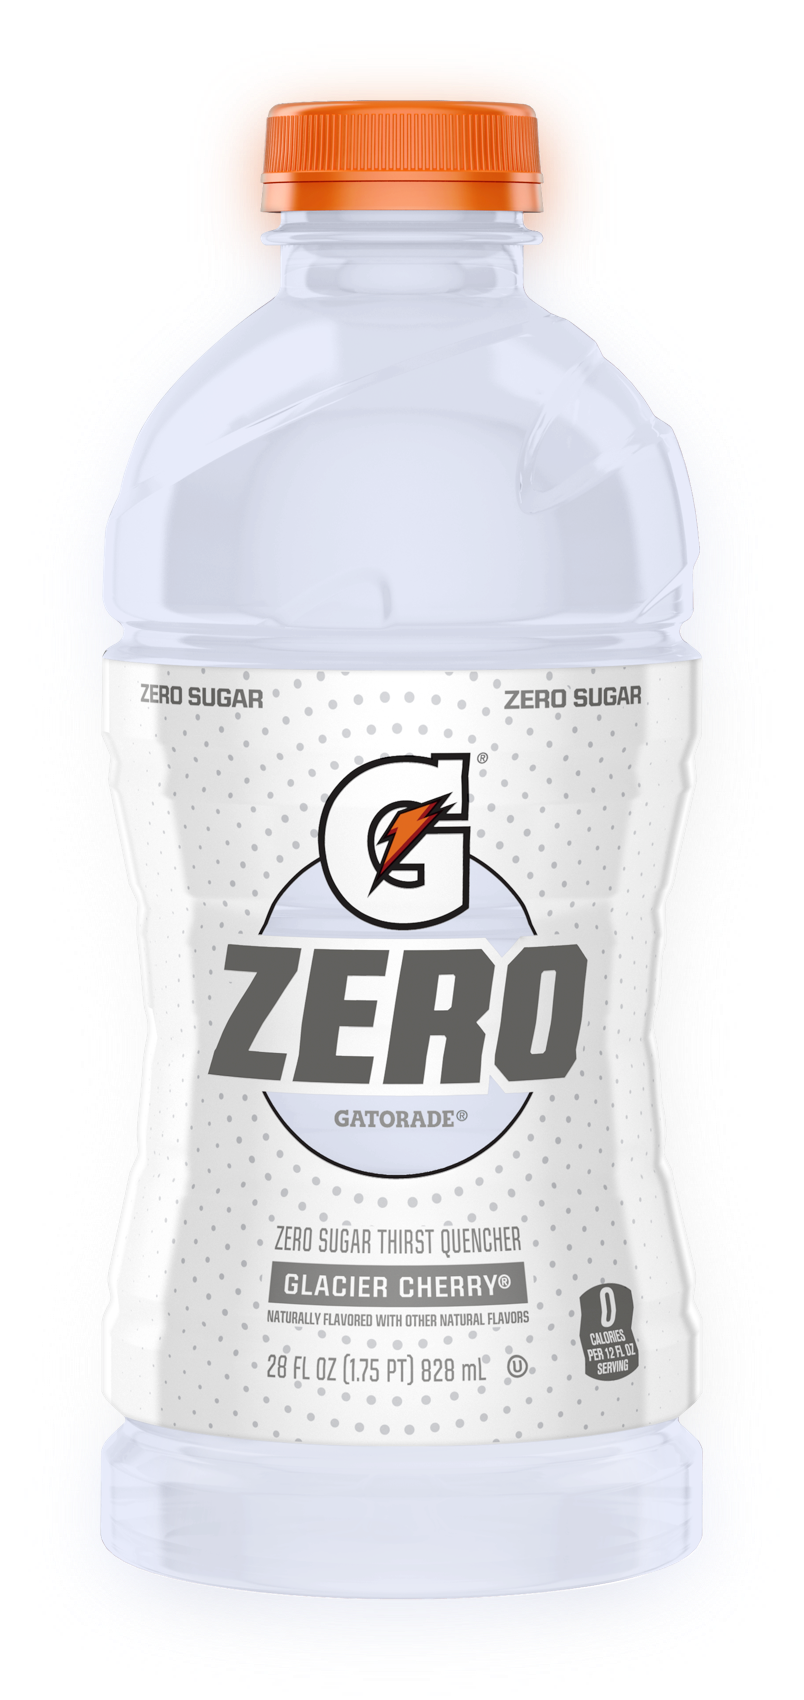 ZERO SUGAR
ZERO SUGAR
G®
ZERO
GATORADE®
ZERO SUGAR THIRST QUENCHER
GLACIER CHERRY®
NATURALLY FLAVORED WITH OTHER NATURAL FLAVORS
28 FL OZ (1.75 PT) 828 mL
U
0
CALORIES
PER 12 FL OZ
SERVING